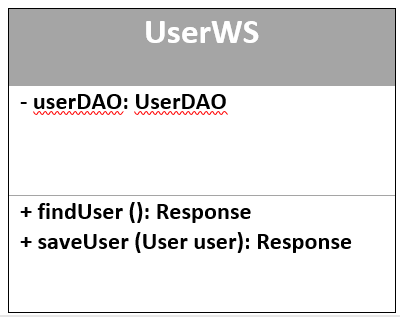 UserWS
- userDAO: UserDAO
+ findUser (): Response
+ saveUser (User user): Response